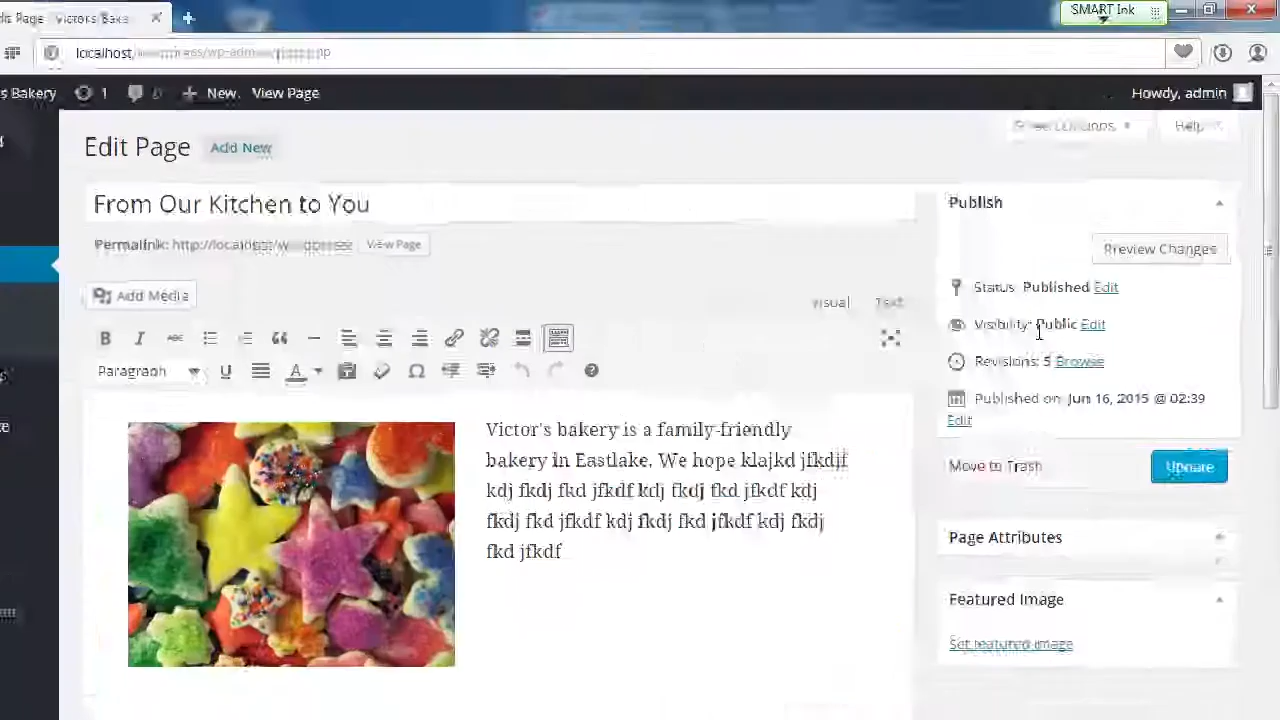 SMART Ink
localhost
s Bakery 1 New View Page Howdy, admin
Help
Edit Page Add New
From Our Kitchen to You
Publish
Permalink: View Page
Preview Changes
Add Media
Visual Text
Status: Published Edit
Visibility: Public Edit
Revisions: 5 Browse
Paragraph
Published on: Jun 16, 2015 @ 02:39
Edit
Victor's bakery is a family-friendly
bakery in Eastlake. We hope klajkd jfkdjf
kdj fkdj fkd jfkdf kdj fkdj fkd jfkdf kdj
fkdj fkd jfkdf kdj fkdj fkd jfkdf kdj fkdj
fkd jfkdf
Move to Trash Update
Page Attributes
Featured Image
Set featured image